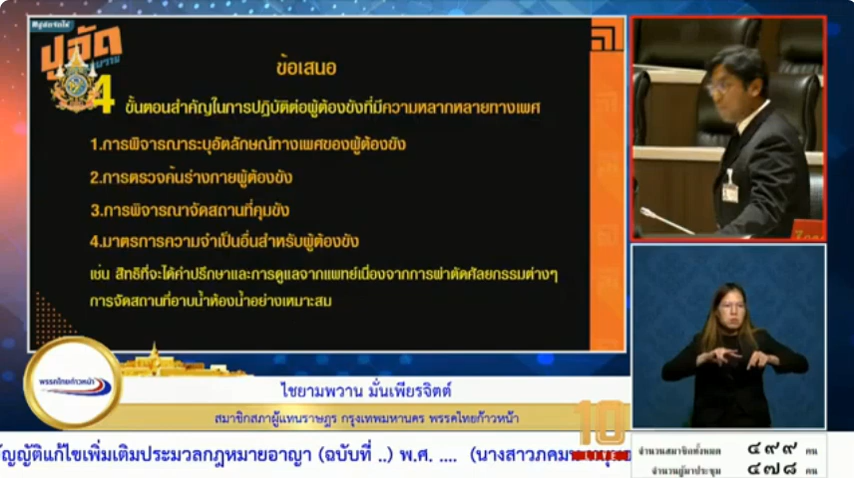 ปูอัด
ข้อเสนอ
4 ขั้นตอนสำคัญในการปฏิบัติต่อผู้ต้องขังที่มีความหลากหลายทางเพศ
1.การพิจารณาระบุอัตลักษณ์ทางเพศของผู้ต้องขัง
2.การตรวจค้นร่างกายผู้ต้องขัง
3.การพิจารณาจัดสถานที่คุมขัง
4.มาตรการความจำเป็นอื่นสำหรับผู้ต้องขัง
เช่น สิทธิที่จะได้คำปรึกษาและการดูแลจากแพทย์เนื่องจากการผ่าตัดศัลยกรรมต่างๆ
การจัดสถานที่อาบน้ำห้องน้ำอย่างเหมาะสม
พรรคไทยก้าวหน้า
ไชยามพวาน มั่นเพียรจิตต์
สมาชิกสภาผู้แทนราษฎร กรุงเทพมหานคร พรรคไทยก้าวหน้า
10
ัญญัติแก้ไขเพิ่มเติมประมวลกฎหมายอาญา (ฉบับที่ ..) พ.ศ. .... (นางสาวภคม
จำนวนสมาชิกทั้งหมด ๔๙๙ คน
จำนวนผู้มาประชุม ๔๗๘ คน